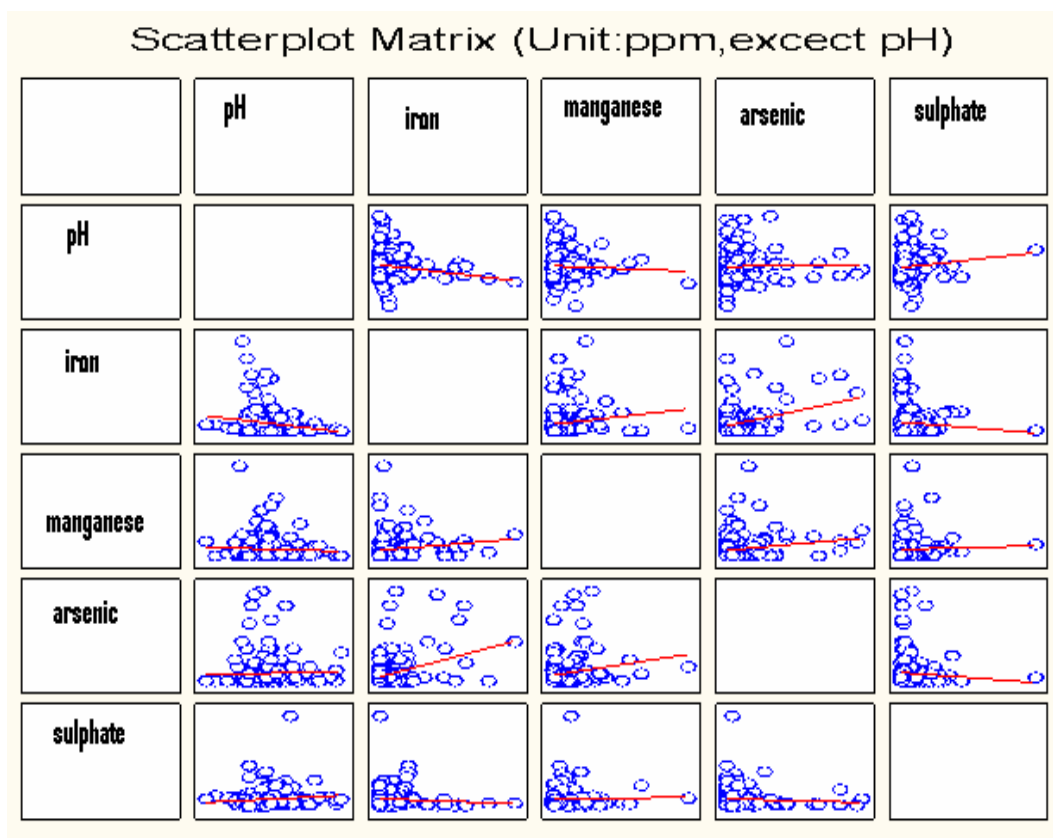 Scatterplot Matrix (Unit:ppm,excect pH)
pH iron manganese arsenic sulphate
pH
iron
manganese
arsenic
sulphate